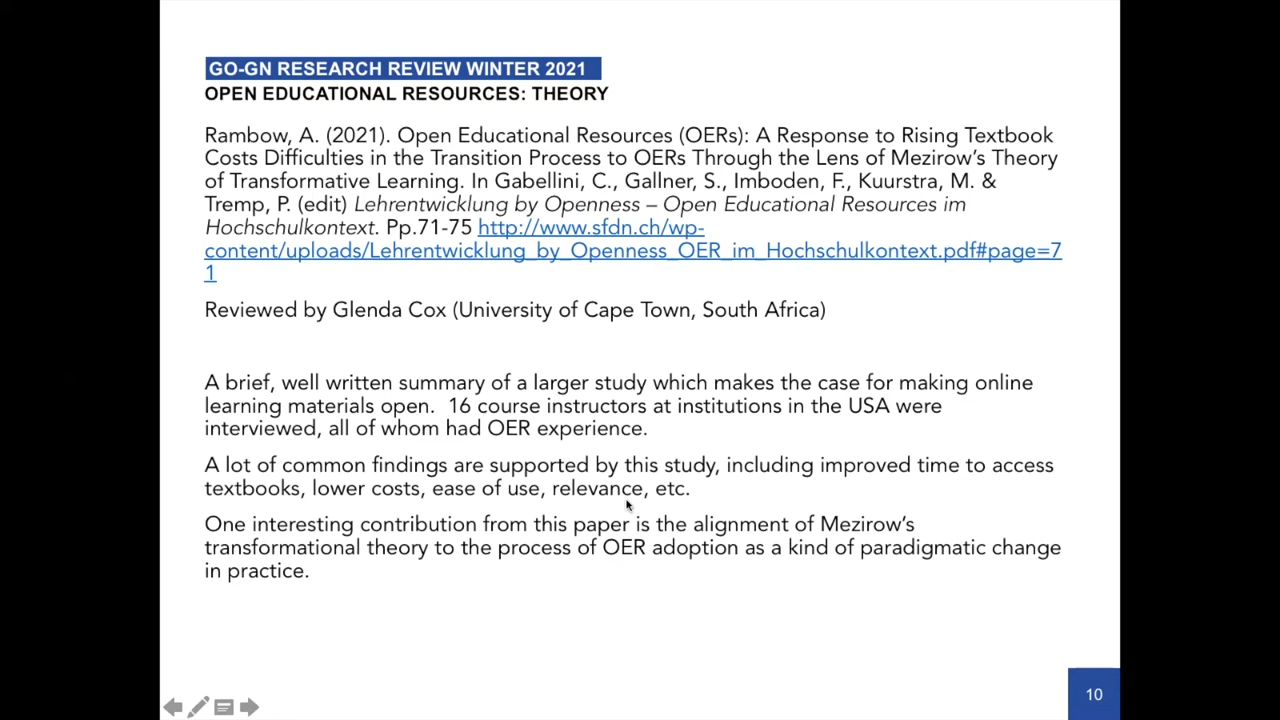 GO-GN RESEARCH REVIEW WINTER 2021
OPEN EDUCATIONAL RESOURCES: THEORY
Rambow, A. (2021). Open Educational Resources (OERs): A Response to Rising Textbook
Costs Difficulties in the Transition Process to OERs Through the Lens of Mezirow’s Theory
of Transformative Learning. In Gabellini, C., Gallner, S., Imboden, F., Kuurstra, M. &
Tremp, P. (edit) Lehrentwicklung by Openness – Open Educational Resources im
Hochschulkontext. Pp.71-75 http://www.sfdn.ch/wp-
content/uploads/Lehrentwicklung_by_Openness_OER_im_Hochschulkontext.pdf#page=7
1
Reviewed by Glenda Cox (University of Cape Town, South Africa)
A brief, well written summary of a larger study which makes the case for making online
learning materials open.  16 course instructors at institutions in the USA were
interviewed, all of whom had OER experience.
A lot of common findings are supported by this study, including improved time to access
textbooks, lower costs, ease of use, relevance, etc.
One interesting contribution from this paper is the alignment of Mezirow’s
transformational theory to the process of OER adoption as a kind of paradigmatic change
in practice.
10